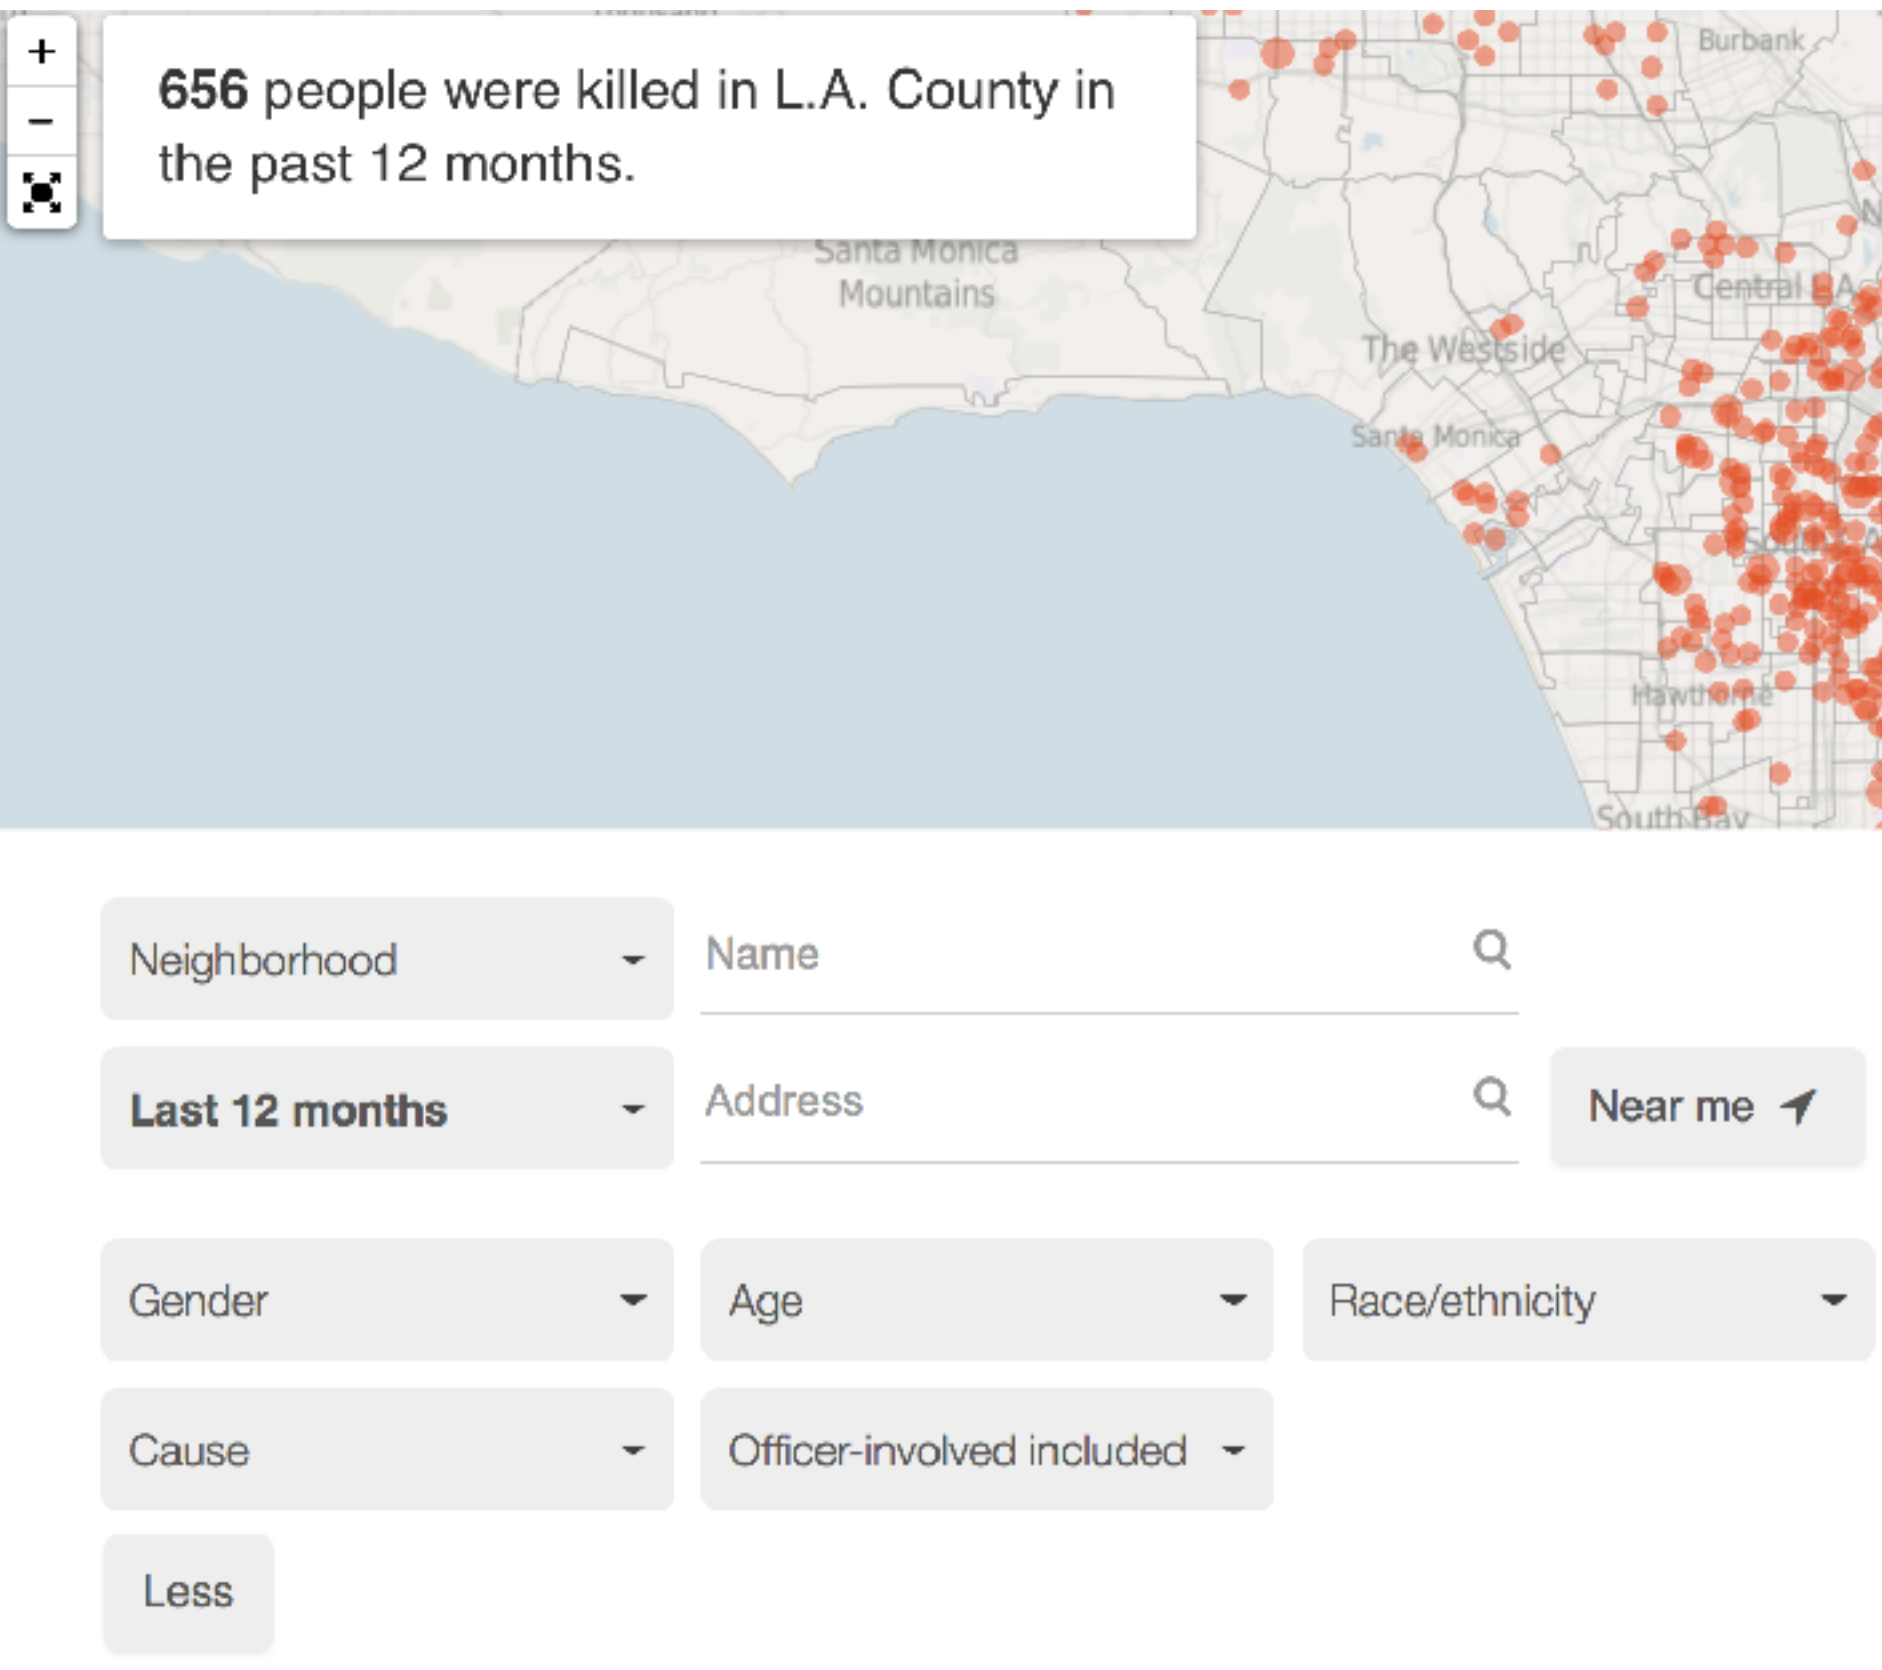 Burbank
656 people were killed in L.A. County in
the past 12 months.
Santa Monica
Mountains
Central L.A.
The Westside
Santa Monica
Hawthorne
South Bay
Neighborhood
Name
Last 12 months
Address
Near me
Gender
Age
Race/ethnicity
Cause
Officer-involved included
Less